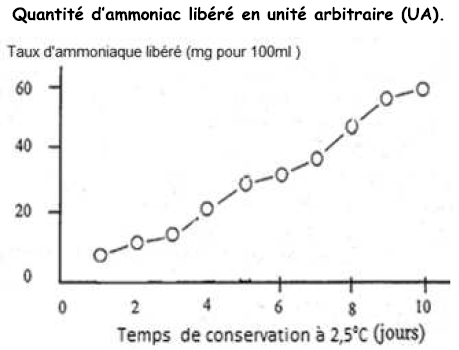 Quantité d'ammoniac libéré en unité arbitraire (UA).
Taux d'ammoniaque libéré (mg pour 100ml )
60
40
20
0
0 2 4 6 8 10
Temps de conservation à 2,5°C (jours)